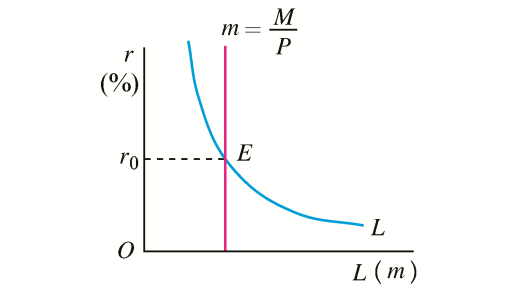 m = M/P
r
(%)
r₀
E
L
O
L ( m )